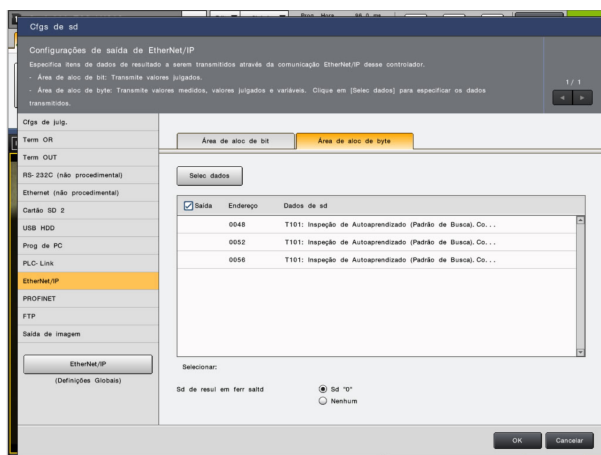 Cfgs de sd
Configurações de saída de EtherNet/IP
Especifica itens de dados de resultado a serem transmitidos através da comunicação EtherNet/IP desse controlador.
- Área de aloc de bit: Transmite valores julgados.
- Área de aloc de byte: Transmite valores medidos, valores julgados e variáveis. Clique em [Selec dados] para especificar os dados
transmitidos.
1/ 1
Cfgs de julg.
Term OR
Term OUT
RS-232C (não procedimental)
Ethernet (não procedimental)
Cartão SD 2
USB HDD
Prog de PC
PLC-Link
EtherNet/IP
PROFINET
FTP
Saída de imagem
EtherNet/IP
(Definições Globais)
Área de aloc de bit
Área de aloc de byte
Selec dados
Saída Endereço Dados de sd
0048 T101: Inspeção de Autoaprendizado (Padrão de Busca). Co...
0052 T101: Inspeção de Autoaprendizado (Padrão de Busca). Co...
0056 T101: Inspeção de Autoaprendizado (Padrão de Busca). Co...
Selecionar:
Sd de resul em ferr saltd
Sd "0"
Nenhum
OK
Cancelar